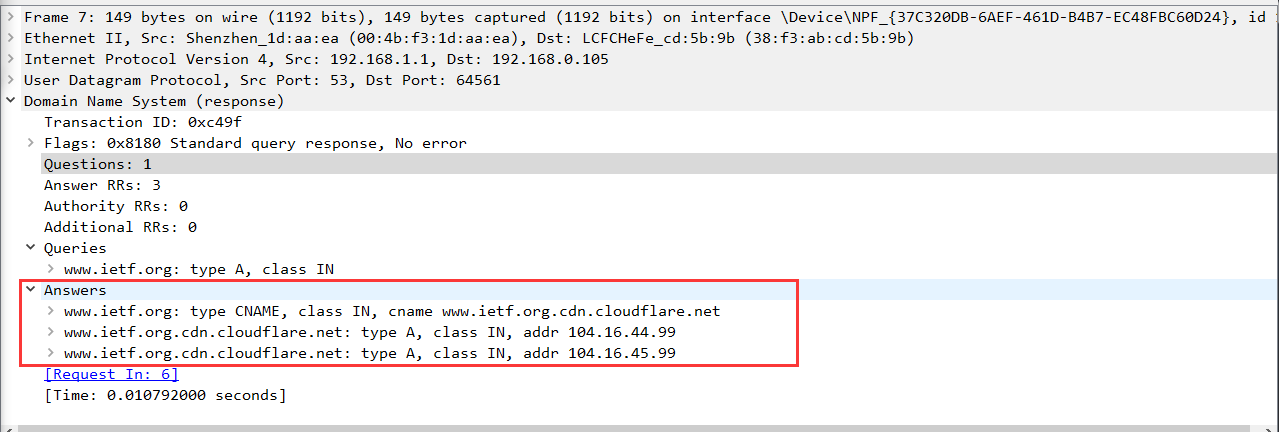 Frame 7: 149 bytes on wire (1192 bits), 149 bytes captured (1192 bits) on interface \Device\NPF_{37C320DB-6AEF-461D-B4B7-EC48FBC60D24}, id
Ethernet II, Src: Shenzhen_1d:aa:ea (00:4b:f3:1d:aa:ea), Dst: LCFCHeFe_cd:5b:9b (38:f3:ab:cd:5b:9b)
Internet Protocol Version 4, Src: 192.168.1.1, Dst: 192.168.0.105
User Datagram Protocol, Src Port: 53, Dst Port: 64561
Domain Name System (response)
Transaction ID: 0xc49f
Flags: 0x8180 Standard query response, No error
Questions: 1
Answer RRs: 3
Authority RRs: 0
Additional RRs: 0
Queries
www.ietf.org: type A, class IN
Answers
www.ietf.org: type CNAME, class IN, cname www.ietf.org.cdn.cloudflare.net
www.ietf.org.cdn.cloudflare.net: type A, class IN, addr 104.16.44.99
www.ietf.org.cdn.cloudflare.net: type A, class IN, addr 104.16.45.99
[Request In: 6]
[Time: 0.010792000 seconds]